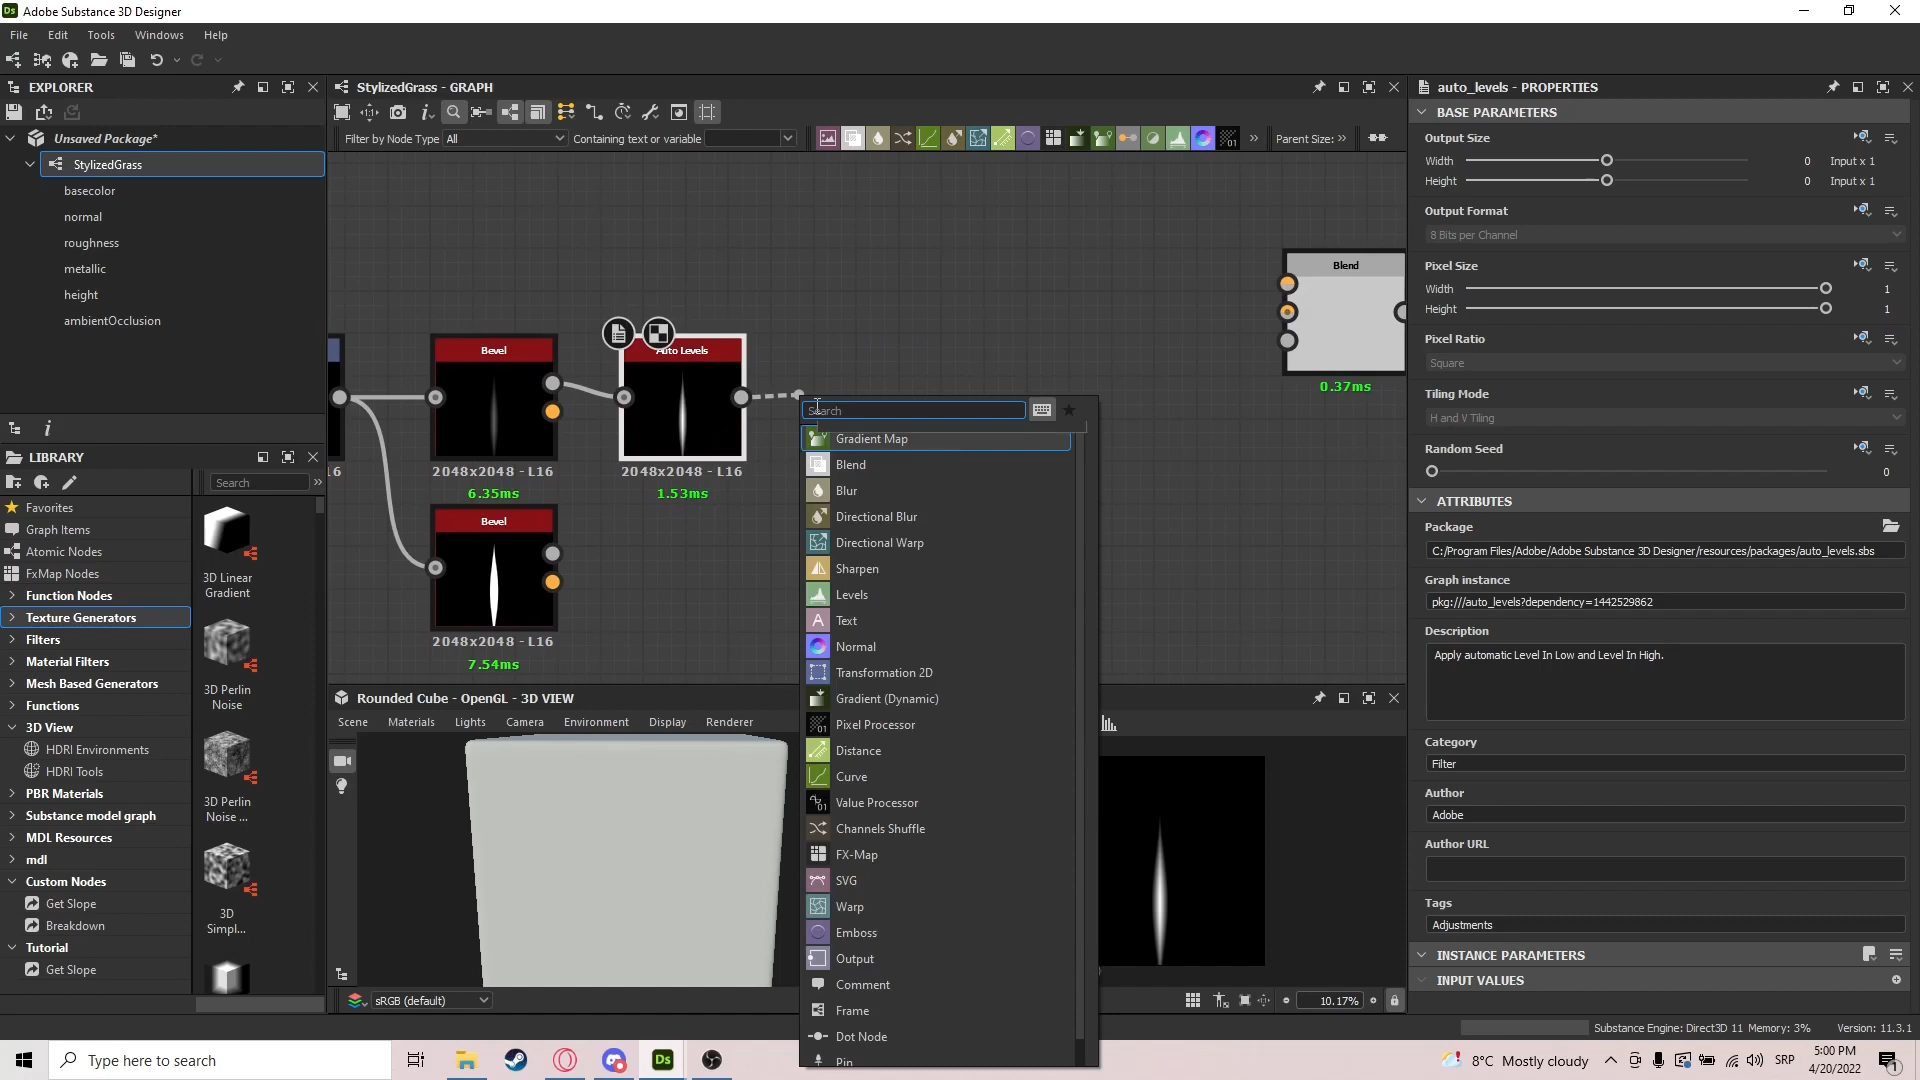 Adobe Substance 3D Designer
File Edit Tools Windows Help
EXPLORER
Unsaved Package*
StylizedGrass
basecolor
normal
roughness
metallic
height
ambientOcclusion
LIBRARY
Search
Favorites
Graph Items
Atomic Nodes
FxMap Nodes
Function Nodes
Texture Generators
Filters
Material Filters
Mesh Based Generators
Functions
3D View
HDRI Environments
HDRI Tools
PBR Materials
Substance model graph
MDL Resources
mdl
Custom Nodes
Get Slope
Breakdown
Tutorial
Get Slope
3D Linear
Gradient
3D Perlin
Noise
3D Perlin
Noise ...
3D
Simpl...
StylizedGrass - GRAPH
Filter by Node Type All Containing text or variable
Parent Size:
Bevel
2048x2048 - L16
6.35ms
Auto Levels
2048x2048 - L16
1.53ms
Bevel
2048x2048 - L16
7.54ms
Blend
0.37ms
Search
Gradient Map
Blend
Blur
Directional Blur
Directional Warp
Sharpen
Levels
Text
Normal
Transformation 2D
Gradient (Dynamic)
Pixel Processor
Distance
Curve
Value Processor
Channels Shuffle
FX-Map
SVG
Warp
Emboss
Output
Comment
Frame
Dot Node
Pin
Rounded Cube - OpenGL - 3D VIEW
Scene Materials Lights Camera Environment Display Renderer
sRGB (default)
10.17%
auto_levels - PROPERTIES
BASE PARAMETERS
Output Size
Width 0 Input x 1
Height 0 Input x 1
Output Format
8 Bits per Channel
Pixel Size
Width 1
Height 1
Pixel Ratio
Square
Tiling Mode
H and V Tiling
Random Seed
0
ATTRIBUTES
Package
C:/Program Files/Adobe/Adobe Substance 3D Designer/resources/packages/auto_levels.sbs
Graph instance
pkg:///auto_levels?dependency=1442529862
Description
Apply automatic Level In Low and Level In High.
Category
Filter
Author
Adobe
Author URL
Tags
Adjustments
INSTANCE PARAMETERS
INPUT VALUES
Substance Engine: Direct3D 11 Memory: 3% Version: 11.3.1
Type here to search
8°C Mostly cloudy
SRP
5:00 PM
4/20/2022